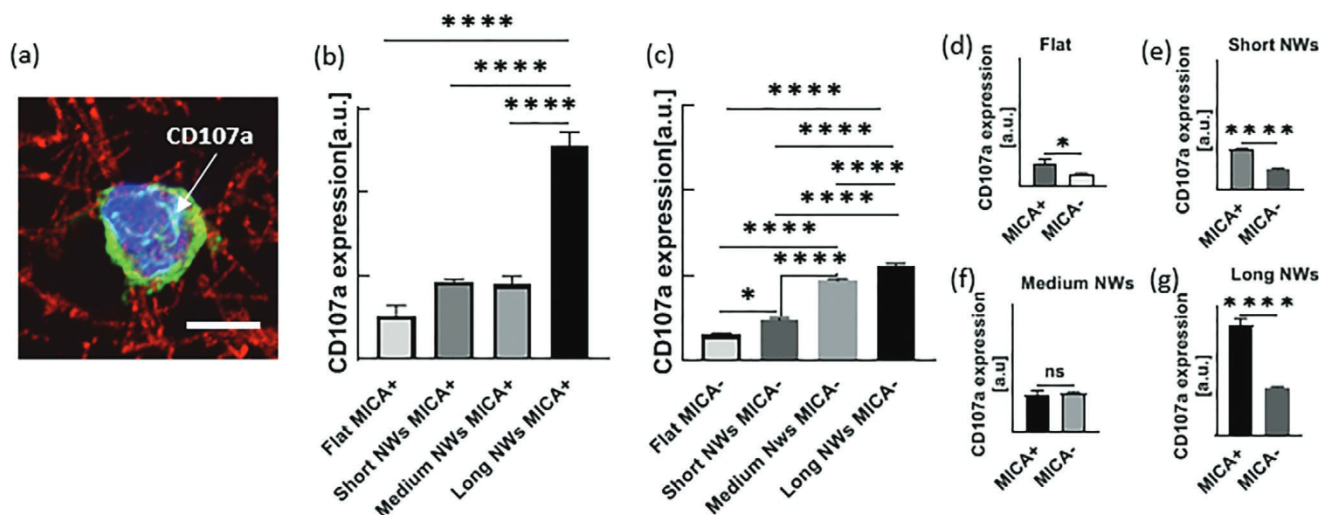 (a)
CD107a
(b)
****
****
****
CD107a expression[a.u.]
Flat MICA+
Short NWs MICA+
Medium NWs MICA+
Long NWs MICA+
(c)
****
****
****
****
****
****
*
CD107a expression[a.u.]
Flat MICA-
Short NWs MICA-
Medium Nws MICA-
Long NWs MICA-
(d)
Flat
CD107a expression
[a.u.]
*
MICA+
MICA-
(e)
Short NWs
CD107a expression
[a.u.]
****
MICA+
MICA-
(f)
Medium NWs
CD107a expression
[a.u]
ns
MICA+
MICA-
(g)
Long NWs
CD107a expression
[a.u.]
****
MICA+
MICA-